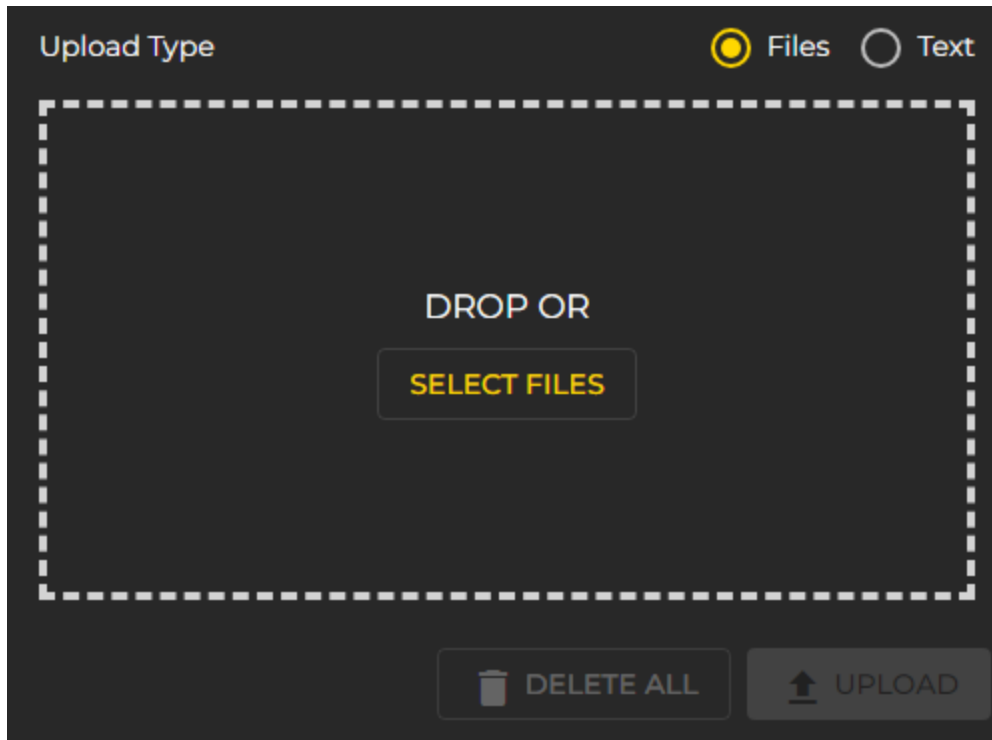 Upload Type
Files
Text
DROP OR
SELECT FILES
DELETE ALL
UPLOAD